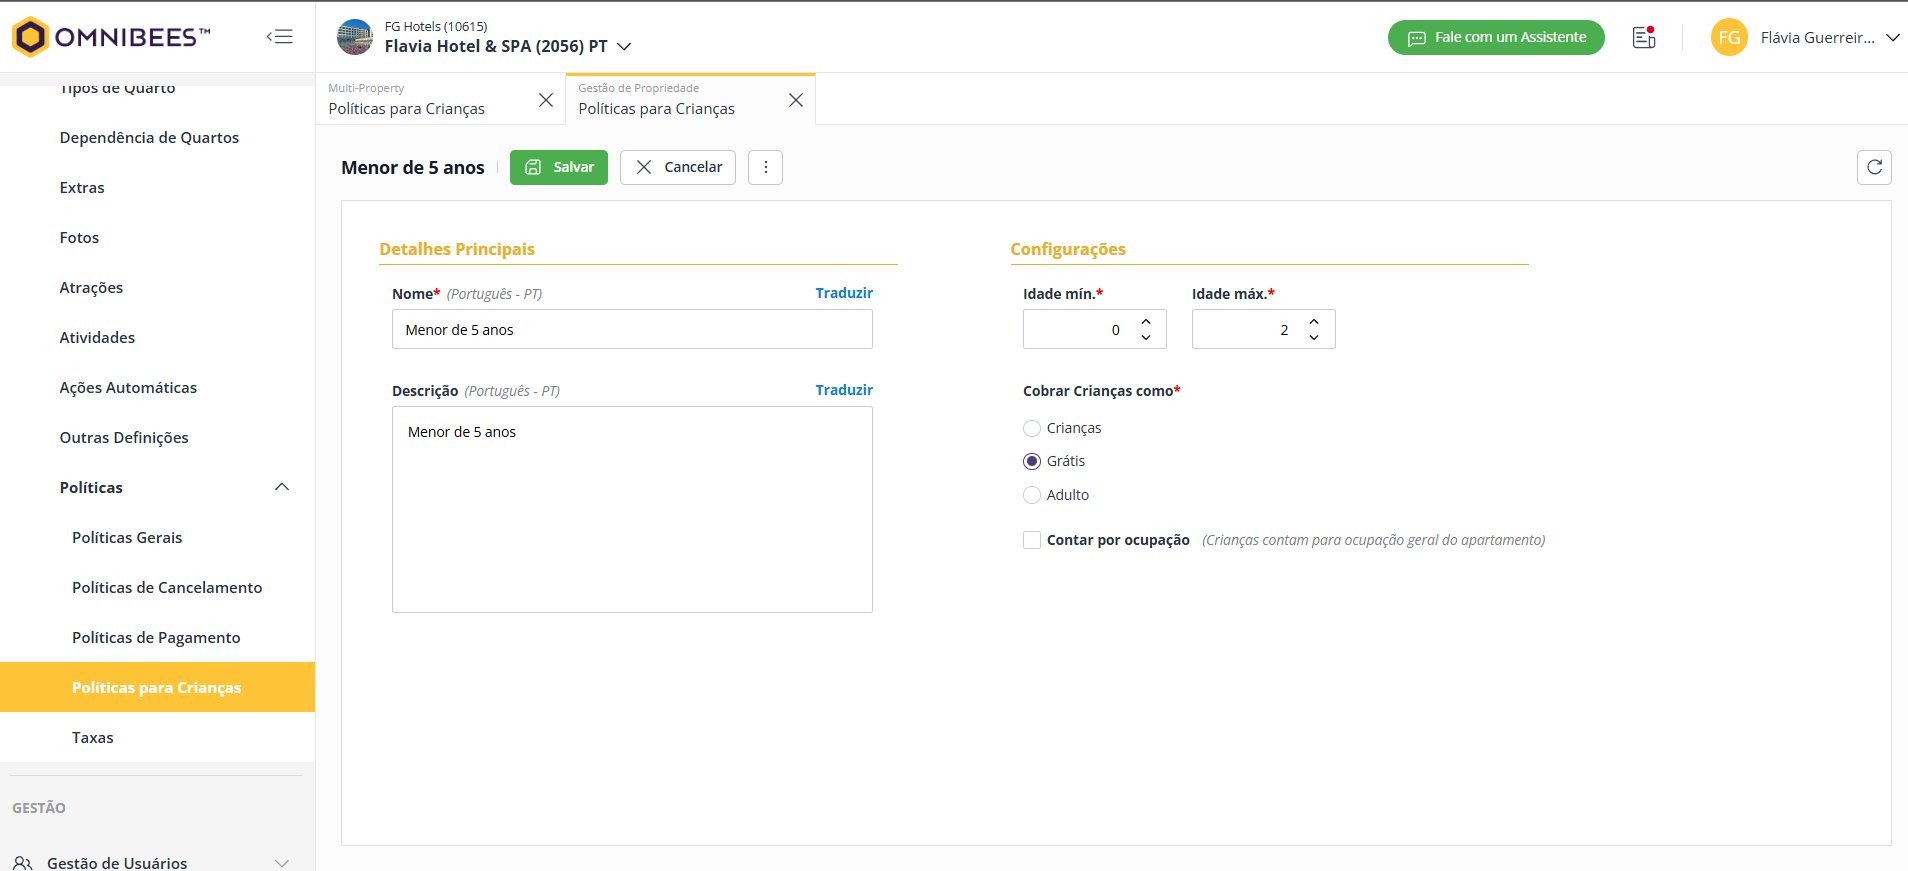 OMNIBEES™
FG Hotels (10615)
Flavia Hotel & SPA (2056) PT
Fale com um Assistente
FG
Flávia Guerreir...
Tipos de Quarto
Dependência de Quartos
Extras
Fotos
Atrações
Atividades
Ações Automáticas
Outras Definições
Políticas
Políticas Gerais
Políticas de Cancelamento
Políticas de Pagamento
Políticas para Crianças
Taxas
GESTÃO
Gestão de Usuários
Multi-Property
Políticas para Crianças
Gestão de Propriedade
Políticas para Crianças
Menor de 5 anos
Salvar
Cancelar
Detalhes Principais
Nome* (Português - PT)
Traduzir
Menor de 5 anos
Descrição (Português - PT)
Traduzir
Menor de 5 anos
Configurações
Idade mín.*
Idade máx.*
0
2
Cobrar Crianças como*
Crianças
Grátis
Adulto
Contar por ocupação (Crianças contam para ocupação geral do apartamento)